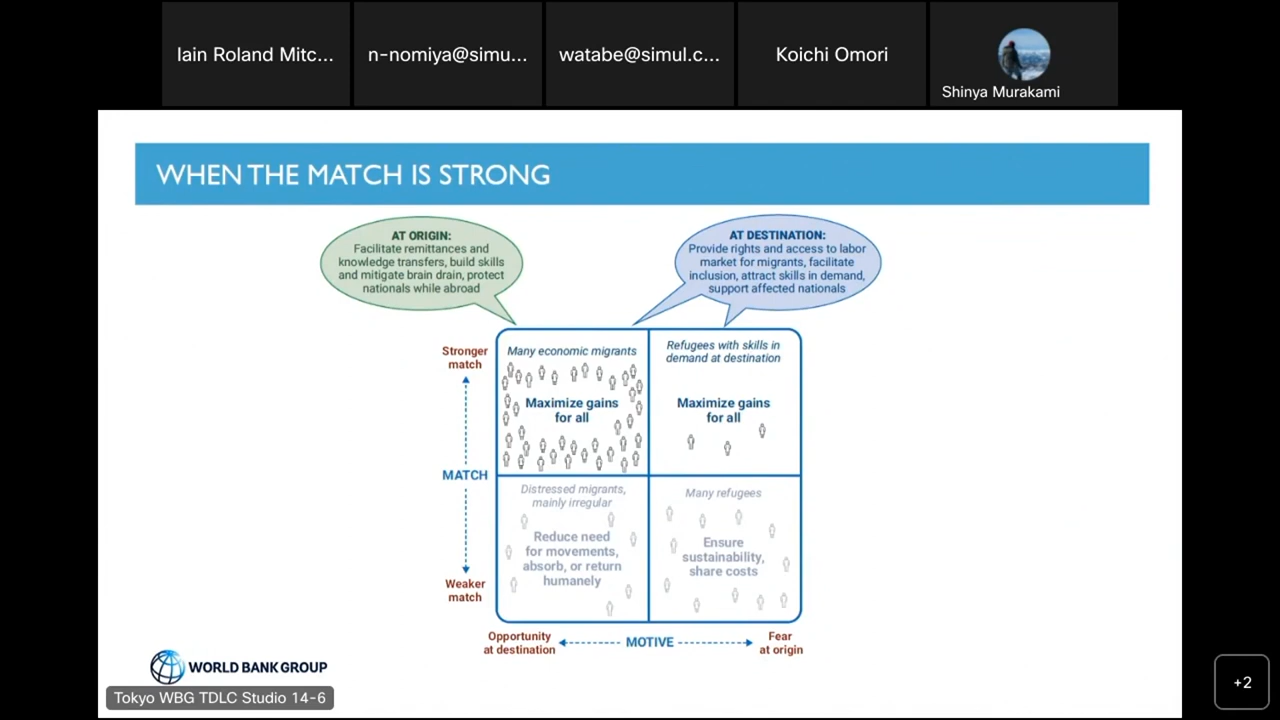 Iain Roland Mitc...
n-nomiya@simu...
watabe@simul.c...
Koichi Omori
Shinya Murakami
WHEN THE MATCH IS STRONG
AT ORIGIN:
Facilitate remittances and
knowledge transfers, build skills
and mitigate brain drain, protect
nationals while abroad
AT DESTINATION:
Provide rights and access to labor
market for migrants, facilitate
inclusion, attract skills in demand,
support affected nationals
Stronger
match
MATCH
Weaker
match
Many economic migrants
Maximize gains
for all
Refugees with skills in
demand at destination
Maximize gains
for all
Distressed migrants,
mainly irregular
Reduce need
for movements,
absorb, or return
humanely
Many refugees
Ensure
sustainability,
share costs
Opportunity
at destination
MOTIVE
Fear
at origin
WORLD BANK GROUP
Tokyo WBG TDLC Studio 14-6
+2